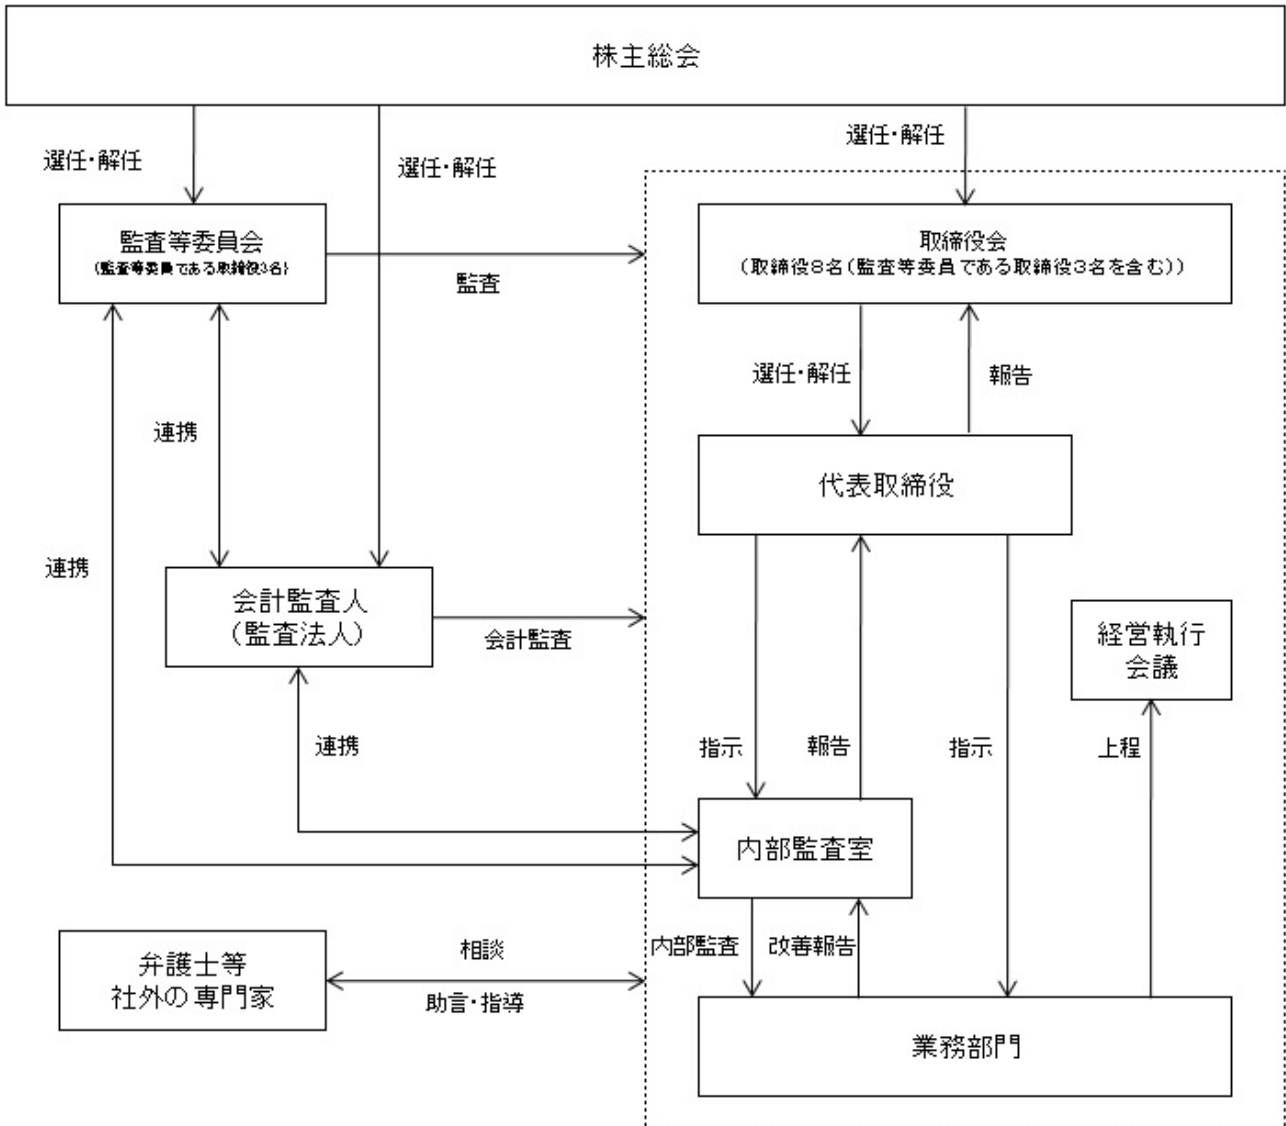 株主総会
選任・解任
選任・解任
選任・解任
監査等委員会
(監査等委員である取締役3名)
監査
取締役会
(取締役8名(監査等委員である取締役3名を含む))
選任・解任
報告
連携
代表取締役
連携
会計監査人
(監査法人)
会計監査
経営執行
会議
連携
指示
報告
指示
上程
内部監査室
弁護士等
社外の専門家
相談
助言・指導
内部監査
改善報告
業務部門